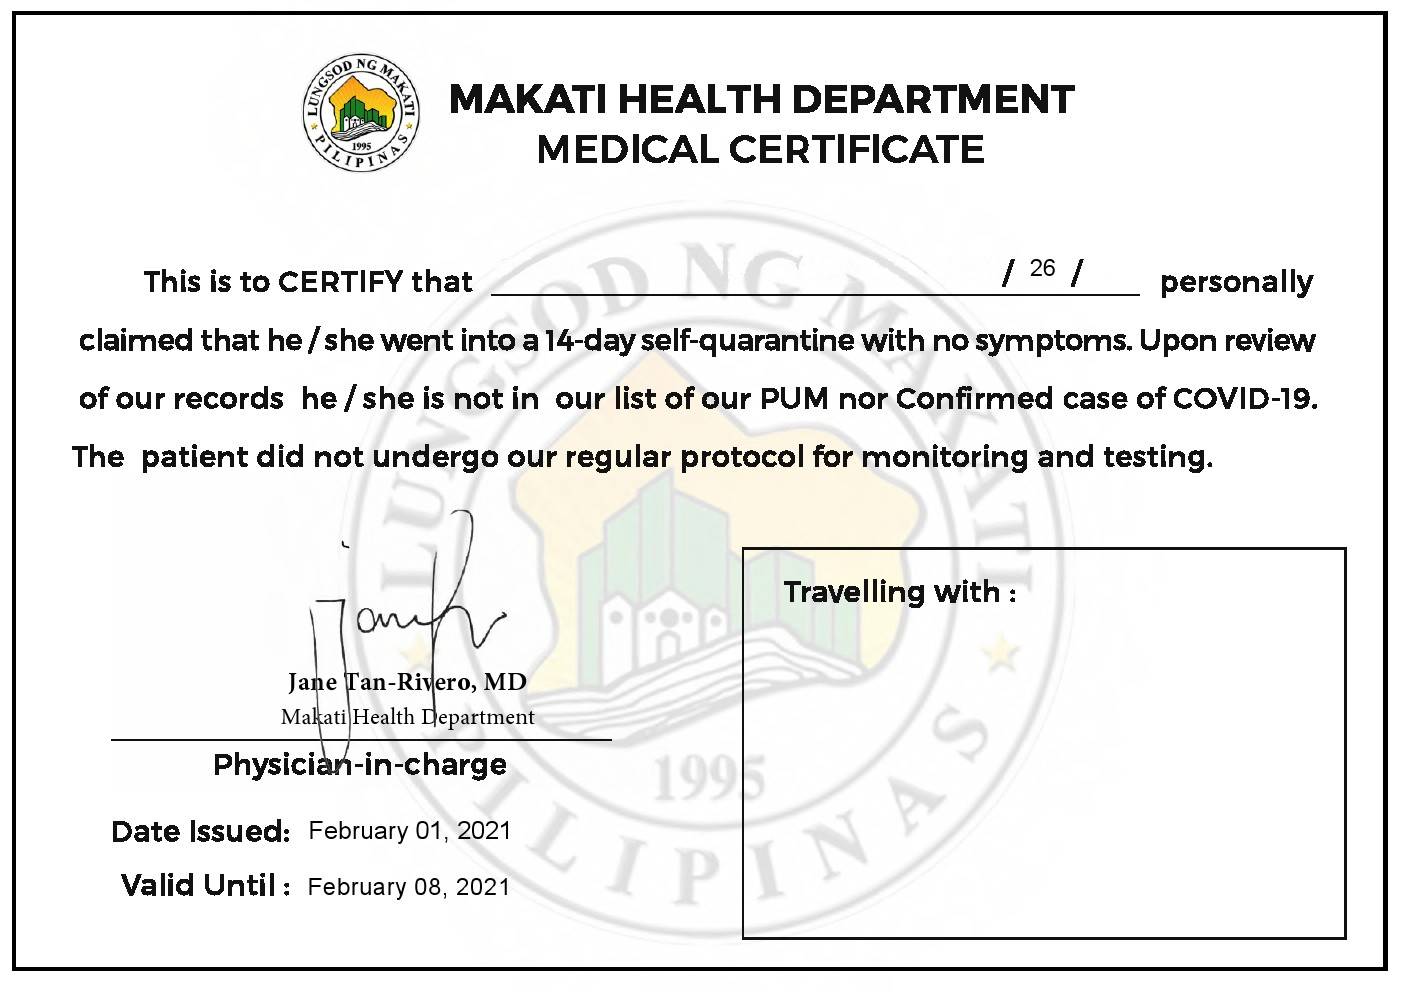 LUNGSOD NG MAKATI
PILIPINAS
1995
MAKATI HEALTH DEPARTMENT
MEDICAL CERTIFICATE
This is to CERTIFY that / 26 / personally
claimed that he / she went into a 14-day self-quarantine with no symptoms. Upon review
of our records he / she is not in our list of our PUM nor Confirmed case of COVID-19.
The patient did not undergo our regular protocol for monitoring and testing.
Jane Tan-Rivero, MD
Makati Health Department
Physician-in-charge
Date Issued: February 01, 2021
Valid Until : February 08, 2021
Travelling with :
LUNGSOD NG MAKATI
1995
PILIPINAS